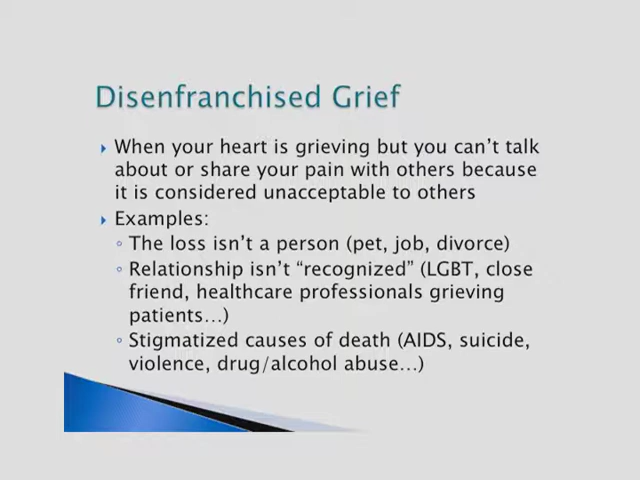 Disenfranchised Grief
When your heart is grieving but you can't talk
about or share your pain with others because
it is considered unacceptable to others
Examples:
The loss isn't a person (pet, job, divorce)
Relationship isn't “recognized” (LGBT, close
friend, healthcare professionals grieving
patients…)
Stigmatized causes of death (AIDS, suicide,
violence, drug/alcohol abuse…)